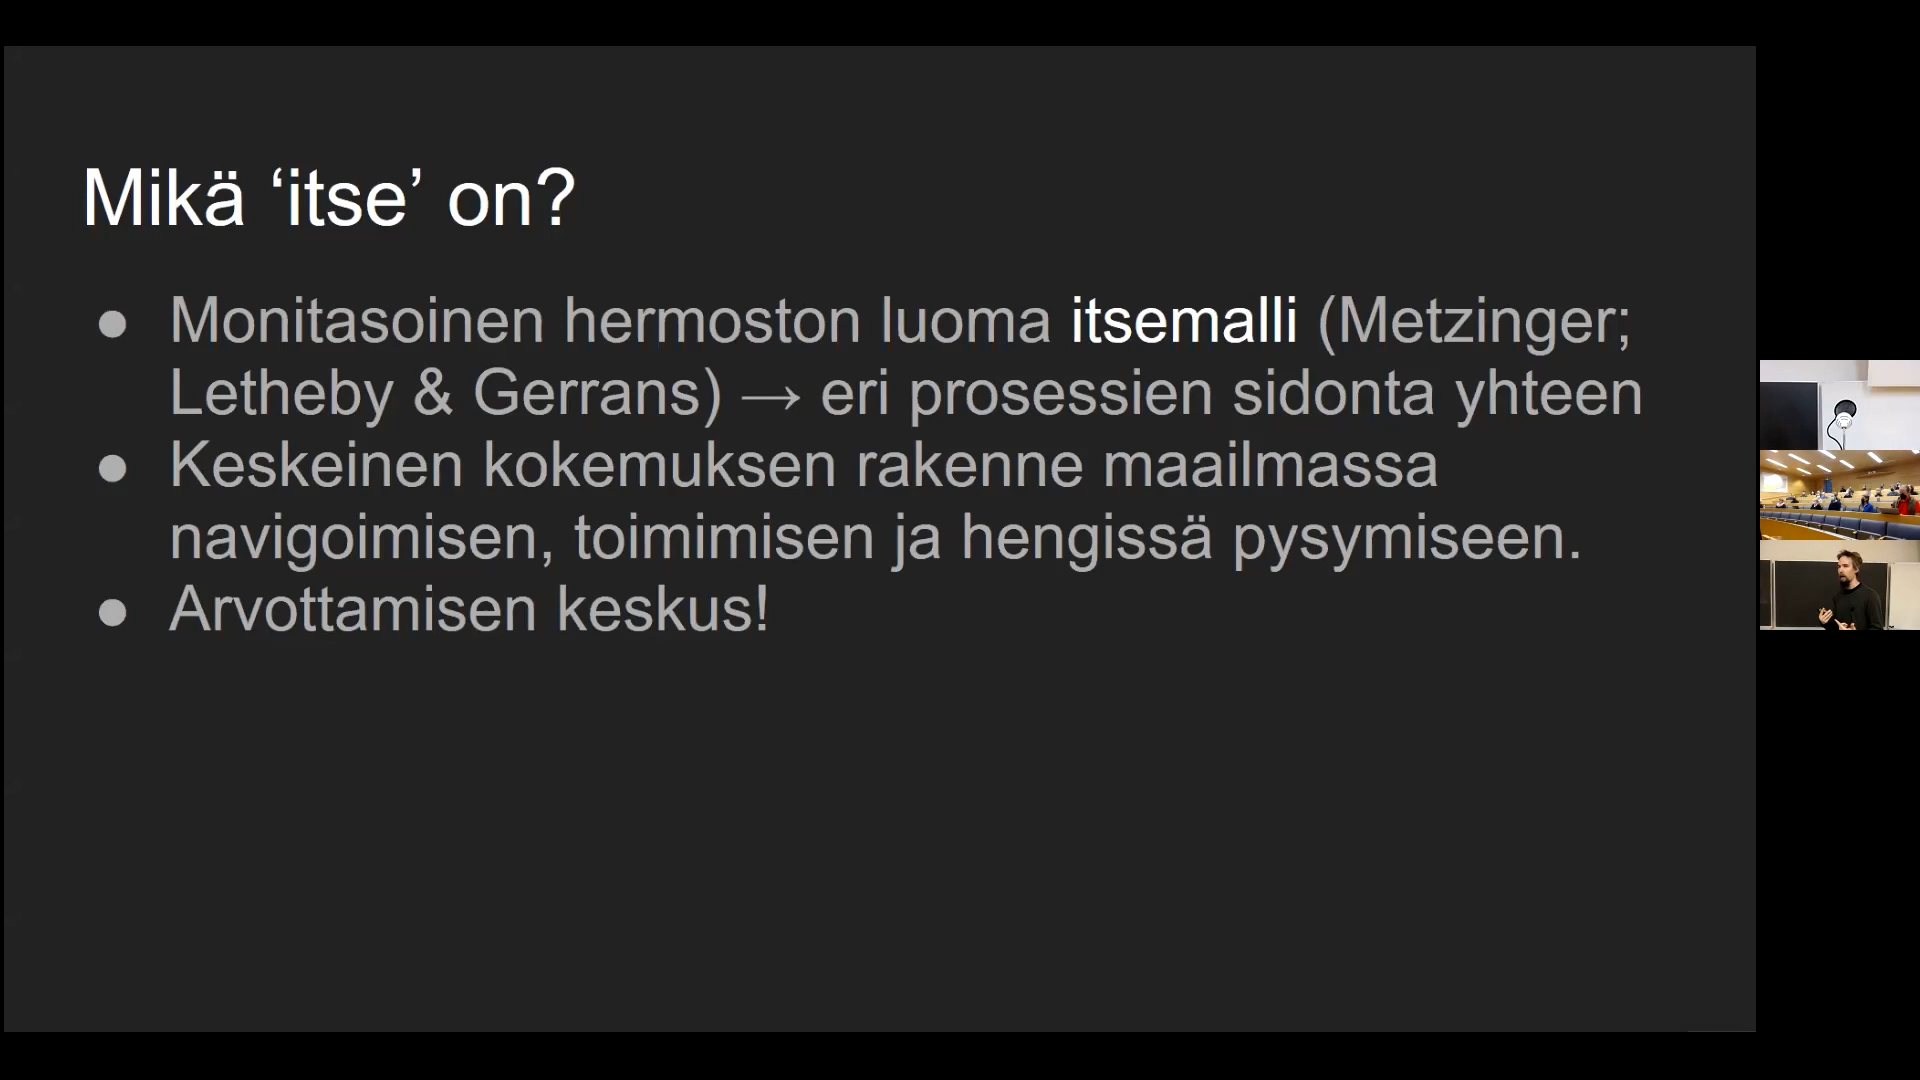 Mikä ‘itse’ on?
● Monitasoinen hermoston luoma itsemalli (Metzinger;
Letheby & Gerrans) → eri prosessien sidonta yhteen
● Keskeinen kokemuksen rakenne maailmassa
navigoimisen, toimimisen ja hengissä pysymiseen.
● Arvottamisen keskus!